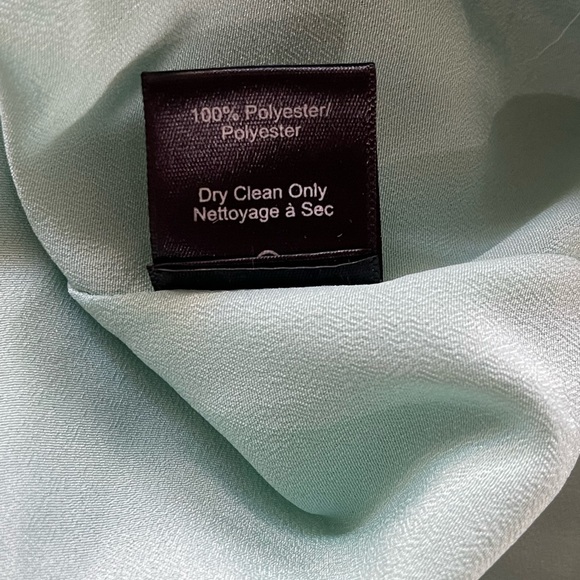 100% Polyester/
Polyester
Dry Clean Only
Nettoyage à Sec